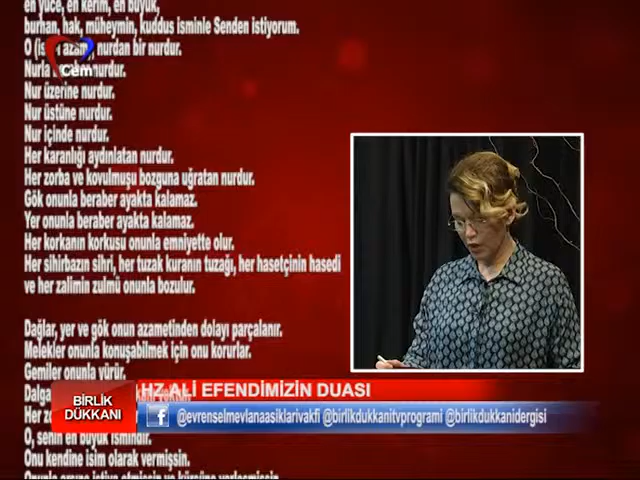 en yüce, en kerim, en büyük,
burhan, hak, müheymin, kuddus isminle Senden istiyorum.
nurdan bir nurdur.
Nurla nurdur.
Cem
Nur üzerine nurdur.
Nur üstüne nurdur.
Nur içinde nurdur.
Her karanlığı aydınlatan nurdur.
Her zorba ve kovulmuşu bozguna uğratan nurdur.
Gök onunla beraber ayakta kalamaz.
Yer onunla beraber ayakta kalamaz.
Her korkanın korkusu onunla emniyette olur.
Her sihirbazın sihri, her tuzak kuranın tuzağı, her hasetçinin hasedi
ve her zalimin zulmü onunla bozulur.
Dağlar, yer ve gök onun azametinden dolayı parçalanır.
Melekler onunla konuşabilmek için onu korurlar.
Gemiler onunla yürür.
BİRLİK
DÜKKANI
HZ ALİ EFENDİMİZİN DUASI
@evrenselmevlanaasiklarivakfi @birlikdukkanitvprogrami @birlikdukkanidergisi
O, senin en büyük ismindir.
Onu kendine isim olarak vermişsin.